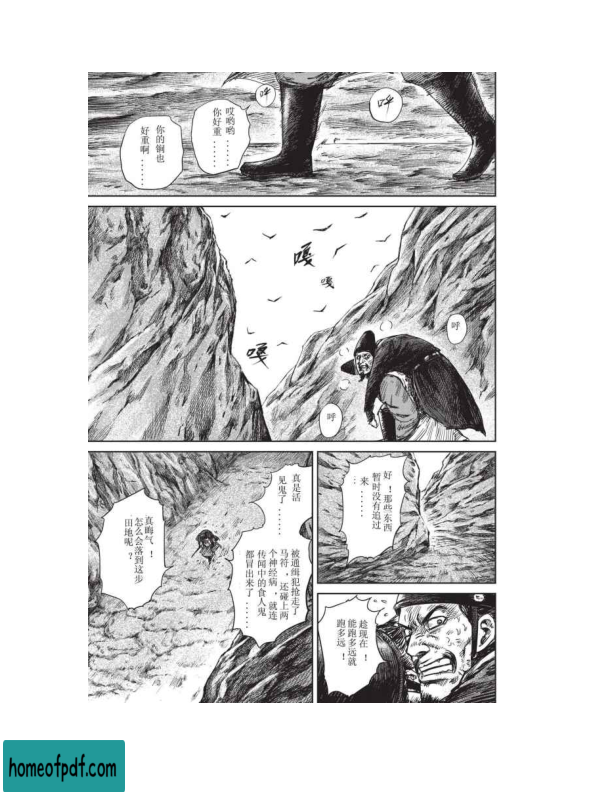 呼
呼
哎哟哟
你好重……
你的锏也
好重啊……
嘎
嘎
嘎
呼
呼
好！那些东西
暂时没有追过
来……
趁现在！
能跑多远就
跑多远！
真是活
见鬼了……
被通缉犯抢走了
马符，还碰上两
个神经病，就连
传闻中的食人鬼
都冒出来了……
真晦气！
怎么会落到这步
田地呢？
homeofpdf.com